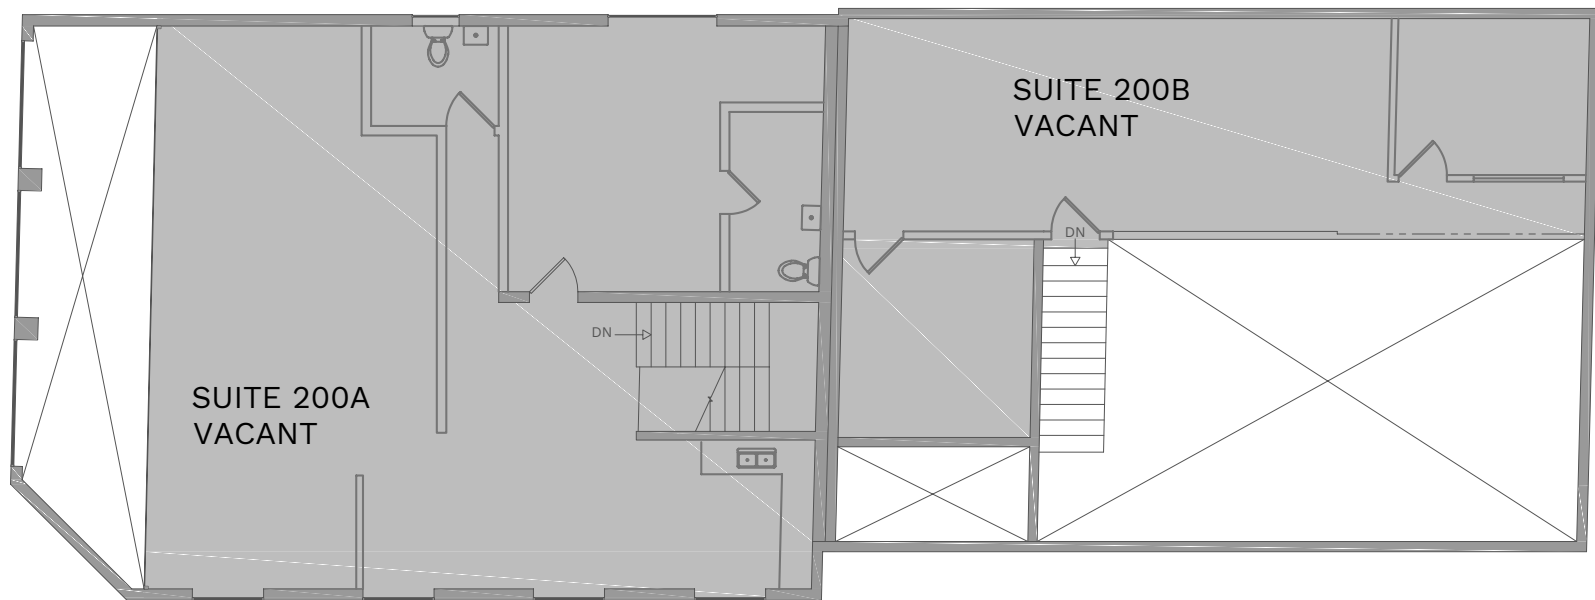 SUITE 200B
VACANT
DN
DN
SUITE 200A
VACANT